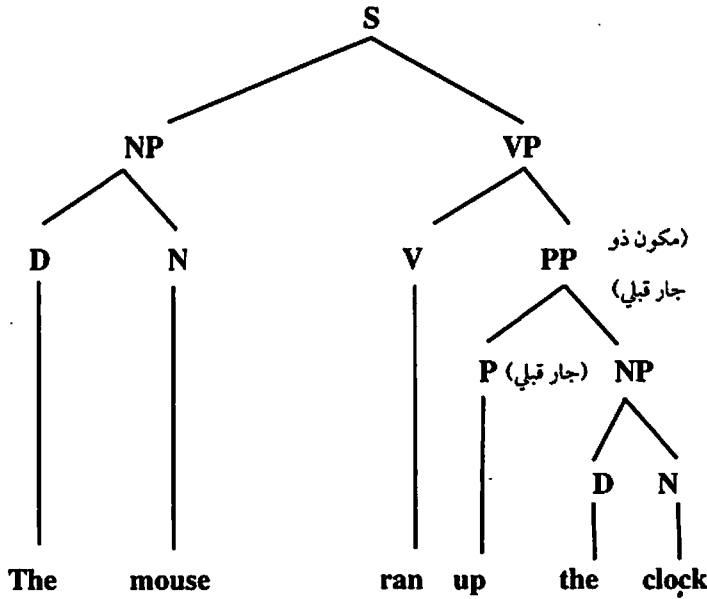 S
NP VP
D N V PP (مكون ذو
جار قبلي)
P (جار قبلي) NP
D N
The mouse ran up the clock